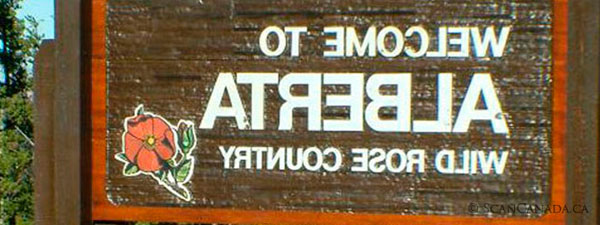 WELCOME TO
ALBERTA
WILD ROSE COUNTRY
© SCANCANADA.CA